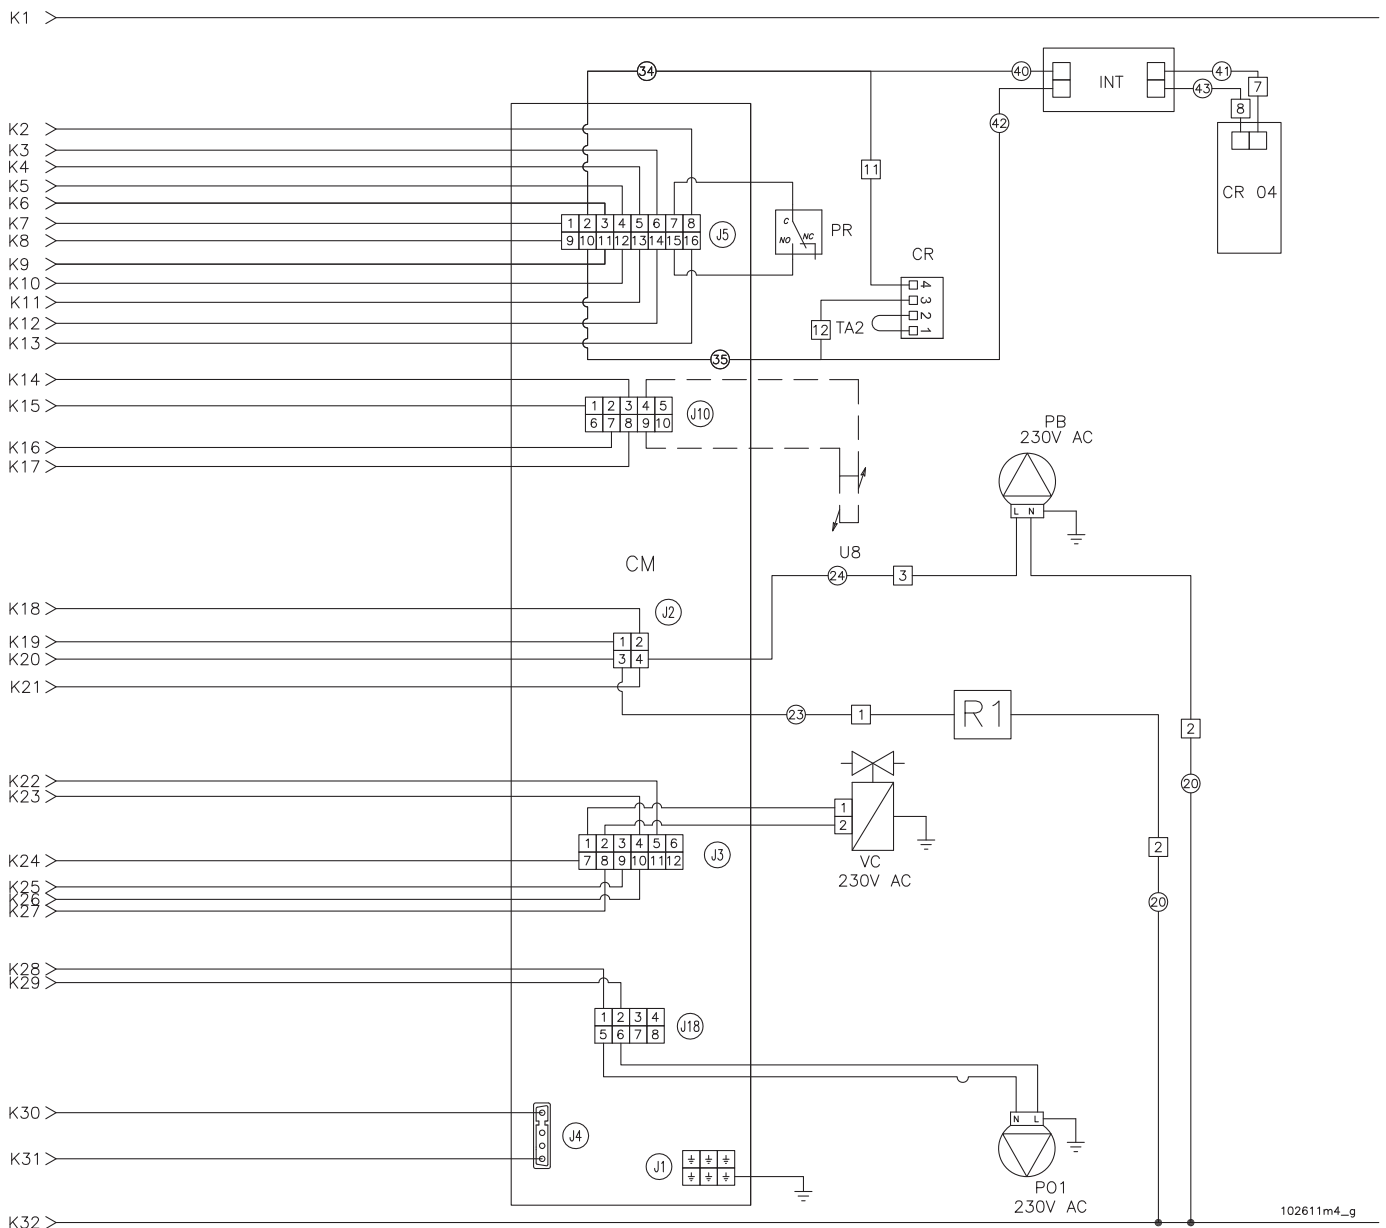 K1
34
40
INT
41
43
7
8
42
CR 04
K2
K3
K4
K5
K6
K7
K8
K9
K10
K11
K12
K13
11
1 2 3 4 5 6 7 8
9 10 11 12 13 14 15 16
J5
C
NO NC
PR
CR
4
3
2
1
12
TA2
35
K14
K15
K16
K17
1 2 3 4 5
6 7 8 9 10
J10
PB
230V AC
L N
U8
CM
24
3
K18
K19
K20
K21
J2
1 2
3 4
23
1
R1
2
20
K22
K23
K24
K25
K26
K27
1 2 3 4 5 6
7 8 9 10 11 12
J3
1
2
VC
230V AC
2
20
K28
K29
1 2 3 4
5 6 7 8
J18
K30
K31
J4
J1
N L
PO1
230V AC
K32
102611m4_g